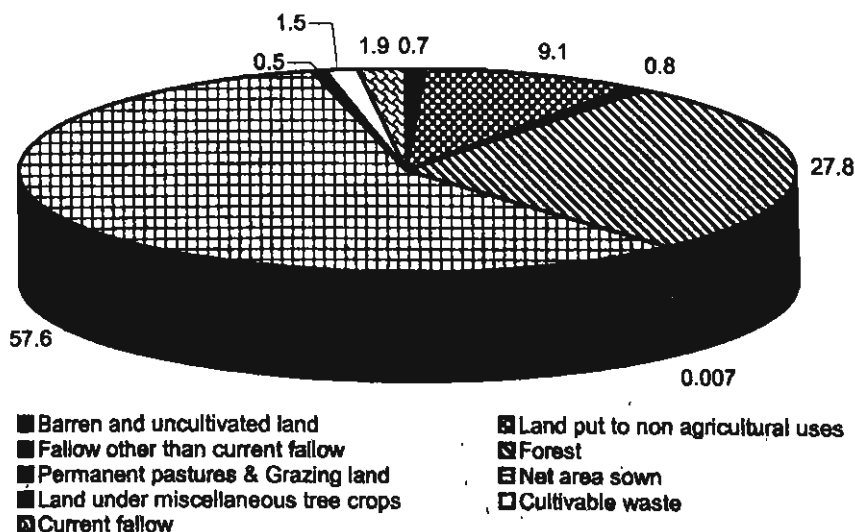 1.5
0.5
1.9 0.7
9.1
0.8
27.8
57.6
0.007
Barren and uncultivated land
Land put to non agricultural uses
Fallow other than current fallow
Forest
Permanent pastures & Grazing land
Net area sown
Land under miscellaneous tree crops
Cultivable waste
Current fallow